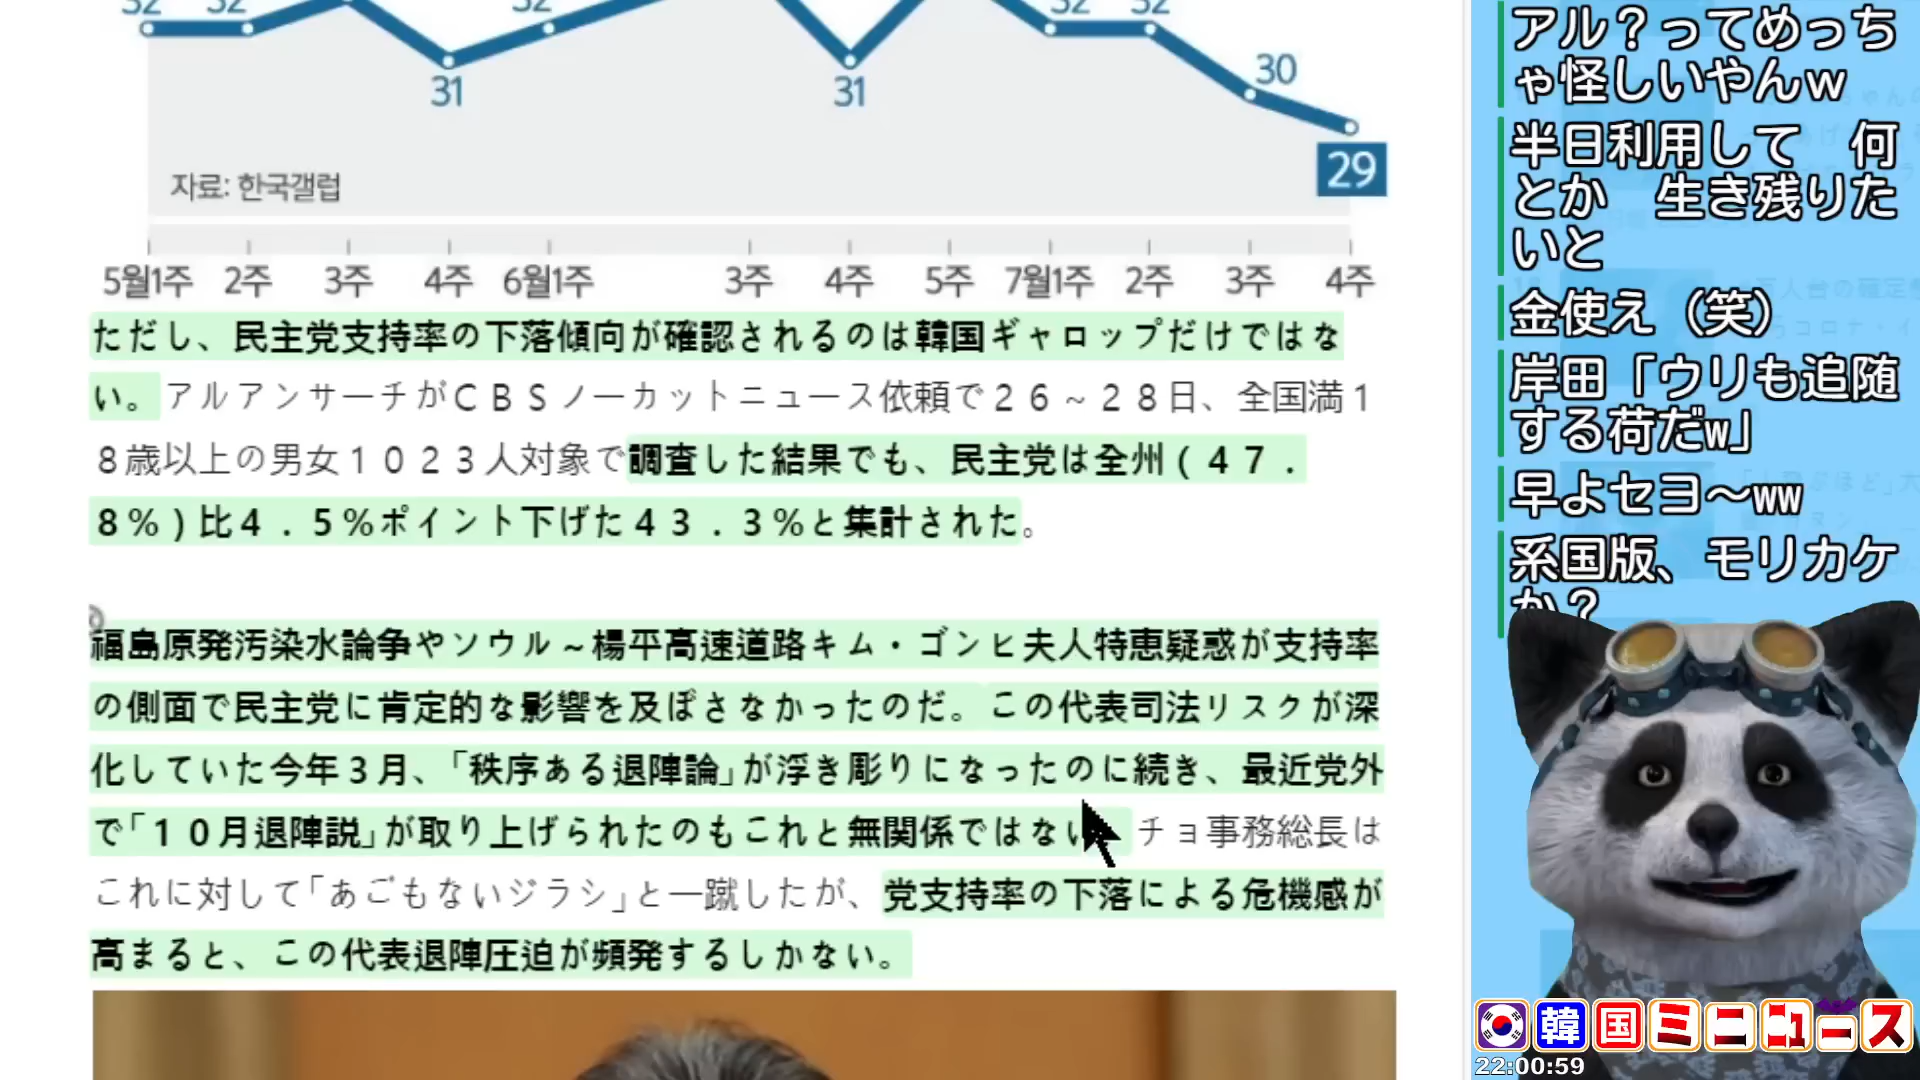 32
32
32
32
32
31
31
30
29
자료: 한국갤럽
5월1주 2주 3주 4주 6월1주 3주 4주 5주 7월1주 2주 3주 4주
ただし、民主党支持率の下落傾向が確認されるのは韓国ギャロップだけではな
い。アルアンサーチがＣＢＳノーカットニュース依頼で２６～２８日、全国満１
８歳以上の男女１０２３人対象で調査した結果でも、民主党は全州(４７．
８%)比４．５%ポイント下げた４３．３%と集計された。
福島原発汚染水論争やソウル～楊平高速道路キム・ゴンヒ夫人特恵疑惑が支持率
の側面で民主党に肯定的な影響を及ぼさなかったのだ。この代表司法リスクが深
化していた今年３月、「秩序ある退陣論」が浮き彫りになったのに続き、最近党外
で「１０月退陣説」が取り上げられたのもこれと無関係ではない チョ事務総長は
これに対して「あごもないジラシ」と一蹴したが、党支持率の下落による危機感が
高まると、この代表退陣圧迫が頻発するしかない。
アル？ってめっち
ゃ怪しいやんｗ
半日利用して　何
とか　生き残りた
いと
金使え（笑）
岸田「ウリも追随
する荷だw」
早よセヨ～ww
系国版、モリカケ
か？
韓国ミニニュース
22:00:59